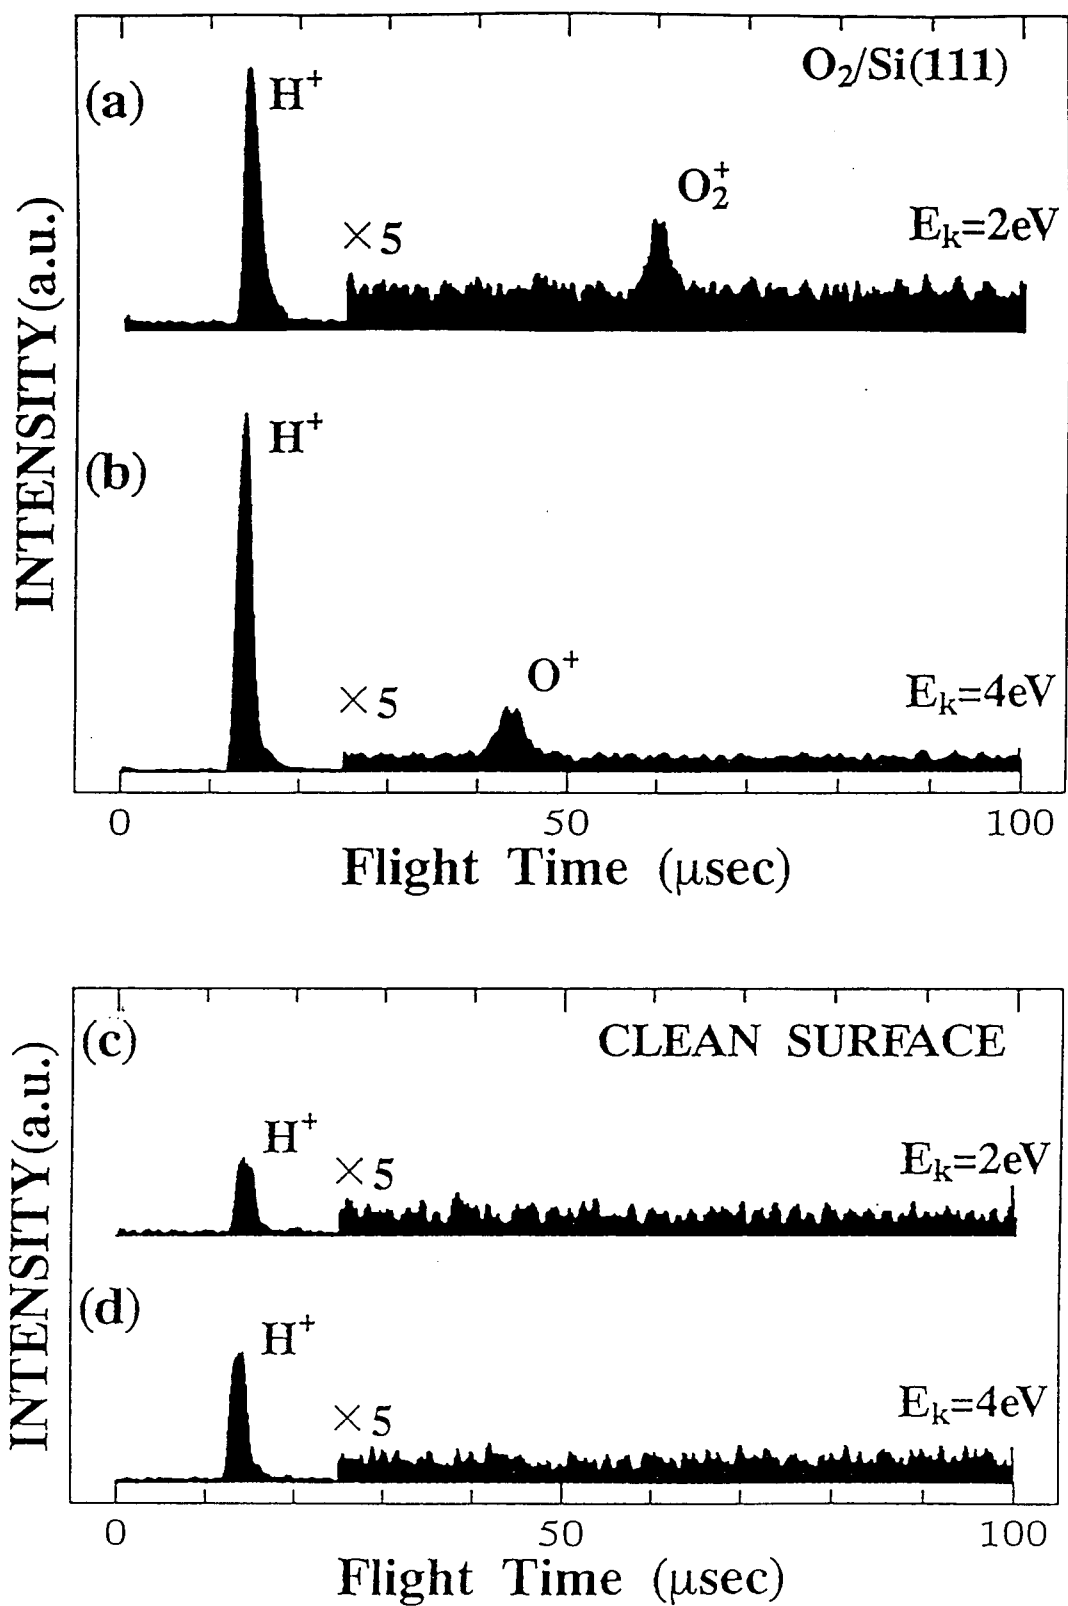 (a)
H⁺
O₂/Si(111)
O₂⁺
×5
Eₖ=2eV
INTENSITY(a.u.)
(b)
H⁺
O⁺
×5
Eₖ=4eV
0 50 100
Flight Time (μsec)
(c)
CLEAN SURFACE
H⁺
×5
Eₖ=2eV
INTENSITY(a.u.)
(d)
H⁺
×5
Eₖ=4eV
0 50 100
Flight Time (μsec)